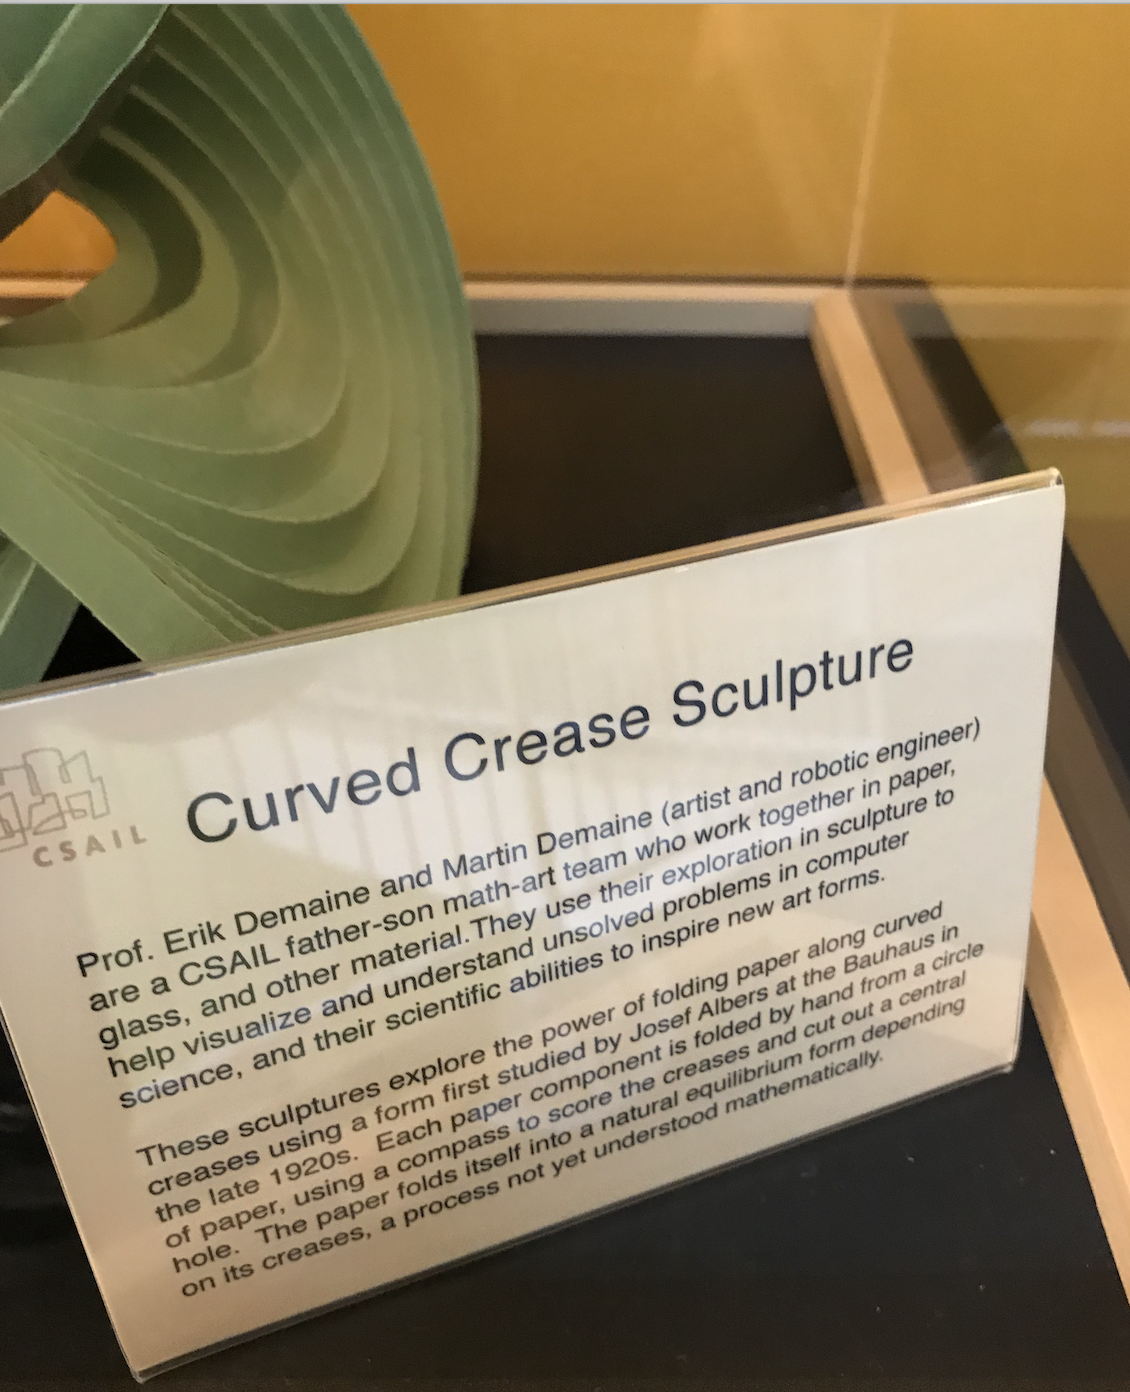 Curved Crease Sculpture
CSAIL
Prof. Erik Demaine and Martin Demaine (artist and robotic engineer)
are a CSAIL father-son math-art team who work together in paper,
glass, and other material. They use their exploration in sculpture to
help visualize and understand unsolved problems in computer
science, and their scientific abilities to inspire new art forms.
These sculptures explore the power of folding paper along curved
creases using a form first studied by Josef Albers at the Bauhaus in
the late 1920s. Each paper component is folded by hand from a circle
of paper, using a compass to score the creases and cut out a central
hole. The paper folds itself into a natural equilibrium form depending
on its creases, a process not yet understood mathematically.